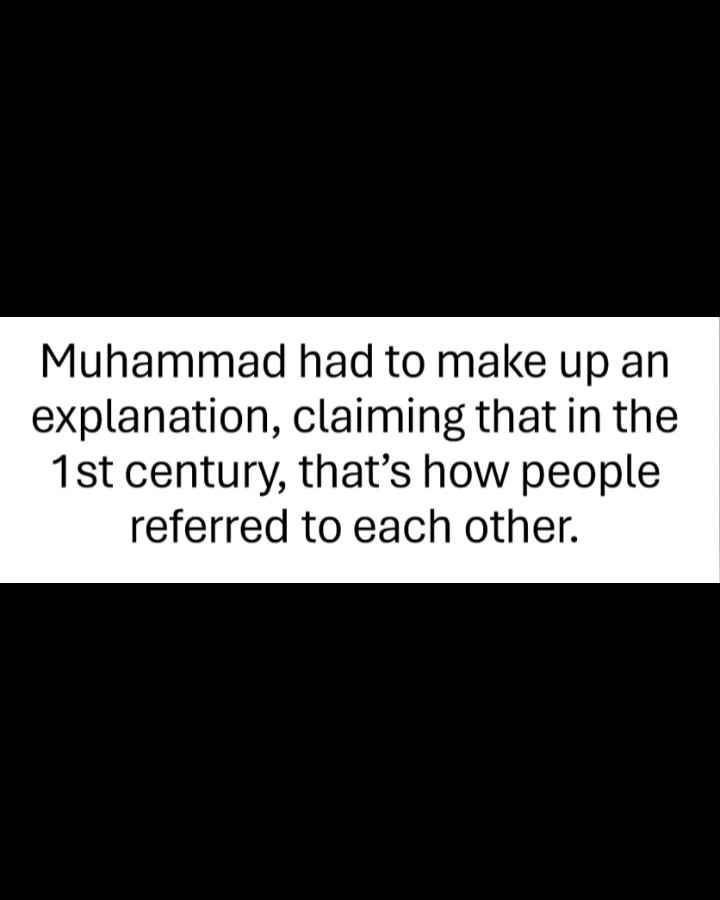 Muhammad had to make up an
explanation, claiming that in the
1st century, that’s how people
referred to each other.